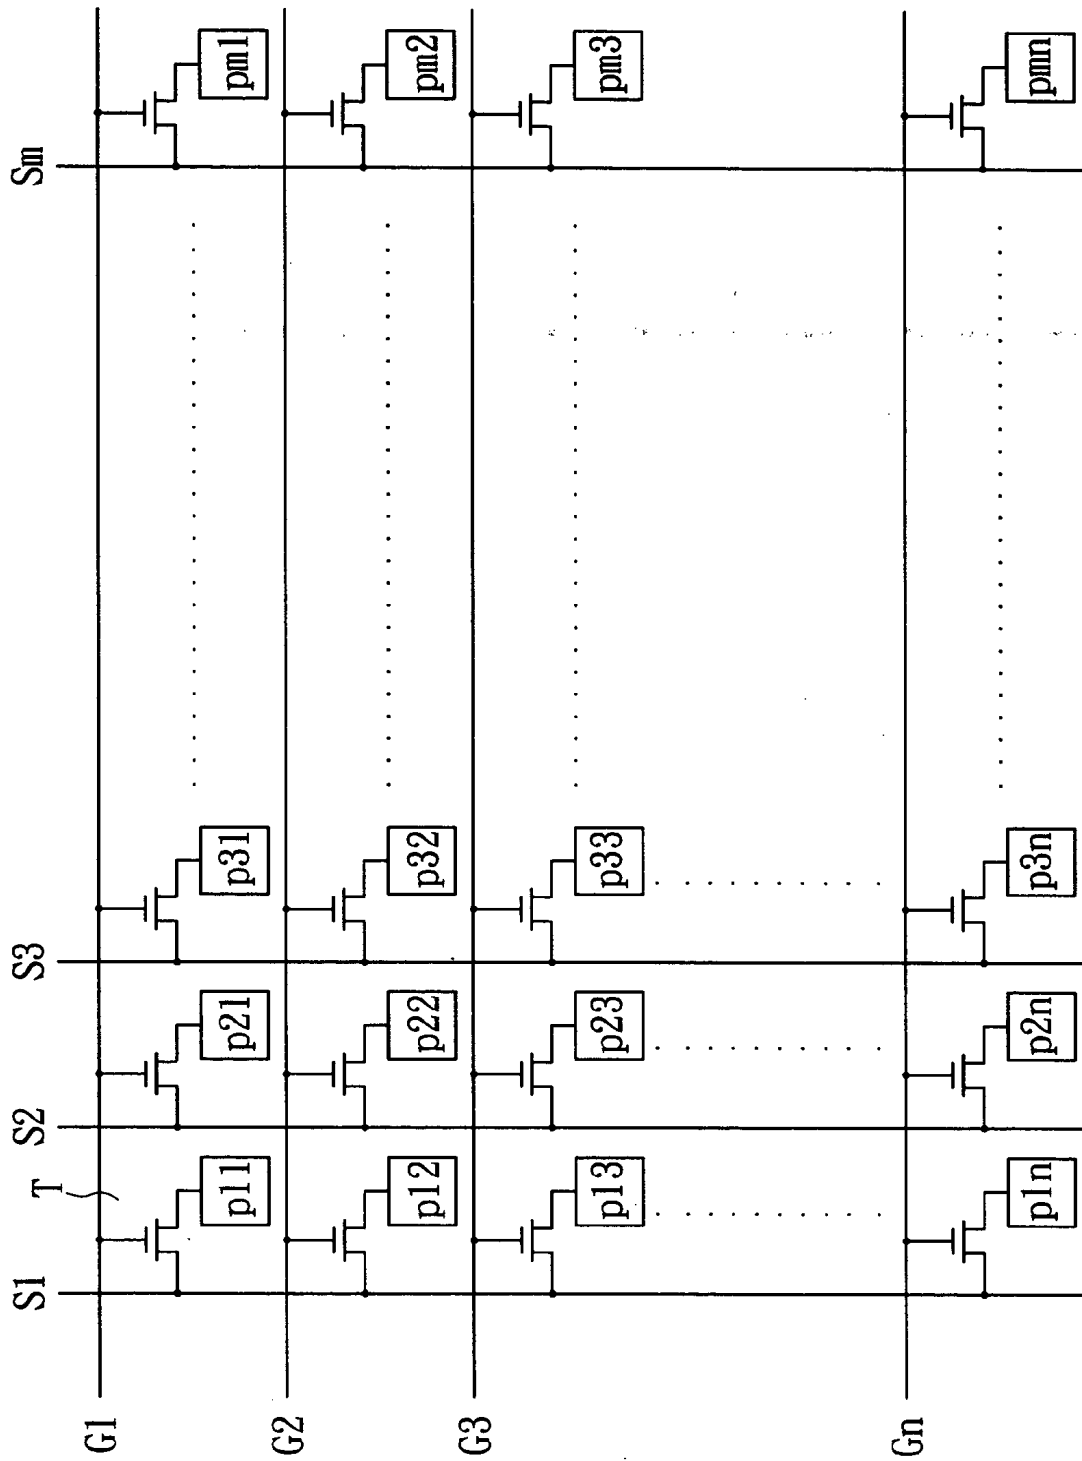 S1 S2 S3 Sm
T
G1
p11 p21 p31 pm1
G2
p12 p22 p32 pm2
G3
p13 p23 p33 pm3
Gn
p1n p2n p3n pmn